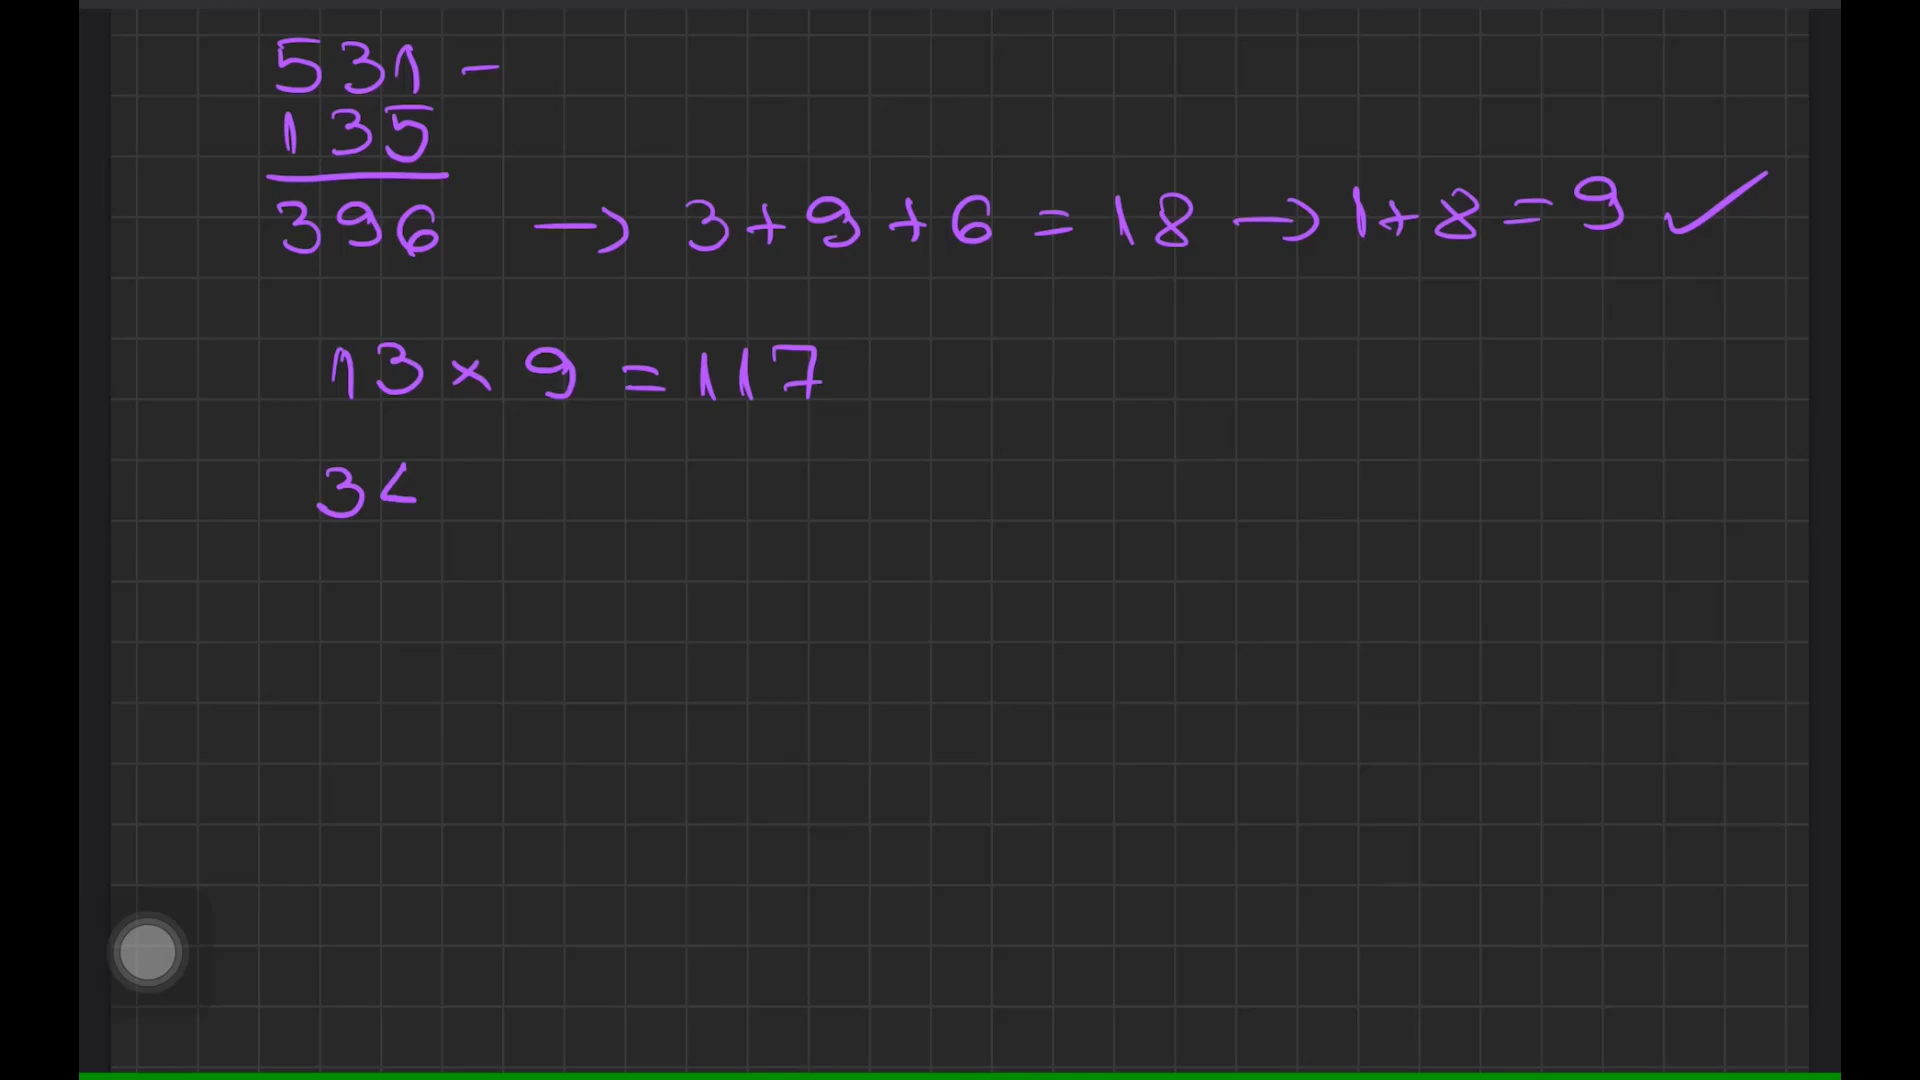 531 -
135
396 → 3+9+6 = 18 → 1+8 = 9 ✓
13 × 9 = 117
3<